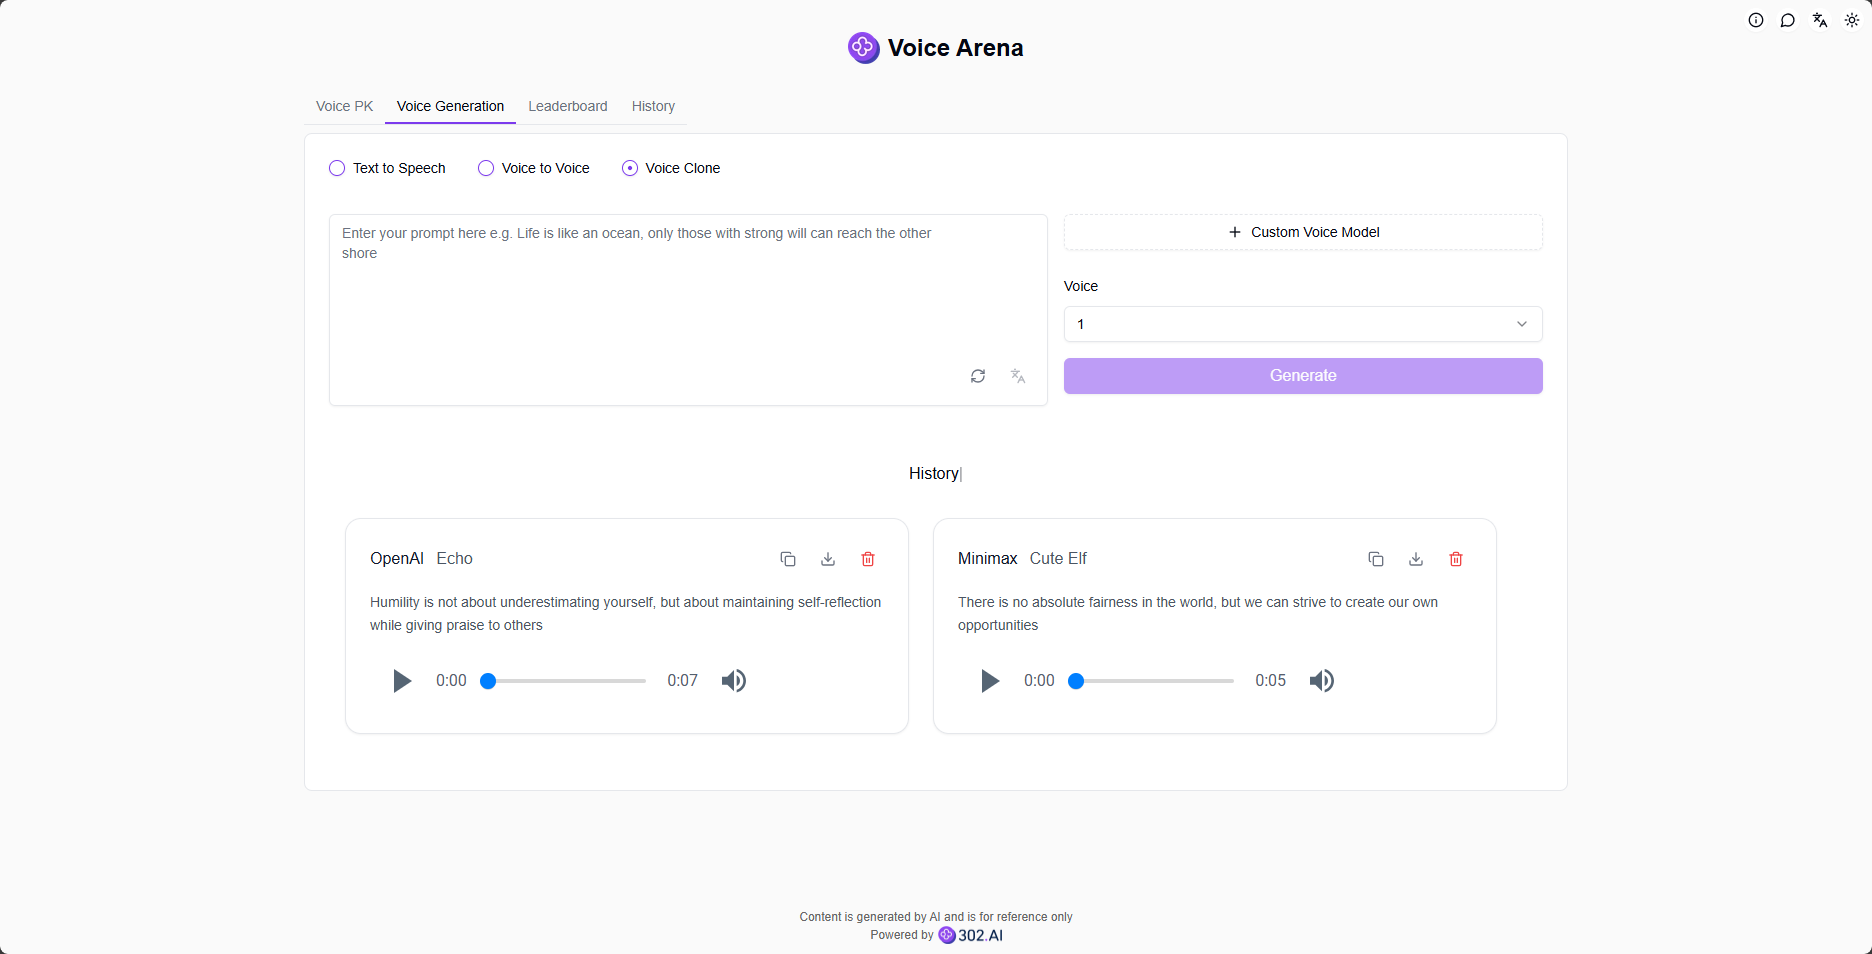 Voice Arena
Voice PK
Voice Generation
Leaderboard
History
Text to Speech
Voice to Voice
Voice Clone
Enter your prompt here e.g. Life is like an ocean, only those with strong will can reach the other
shore
Custom Voice Model
Voice
1
Generate
History
OpenAI Echo
Humility is not about underestimating yourself, but about maintaining self-reflection
while giving praise to others
0:00
0:07
Minimax Cute Elf
There is no absolute fairness in the world, but we can strive to create our own
opportunities
0:00
0:05
Content is generated by AI and is for reference only
Powered by 302.AI